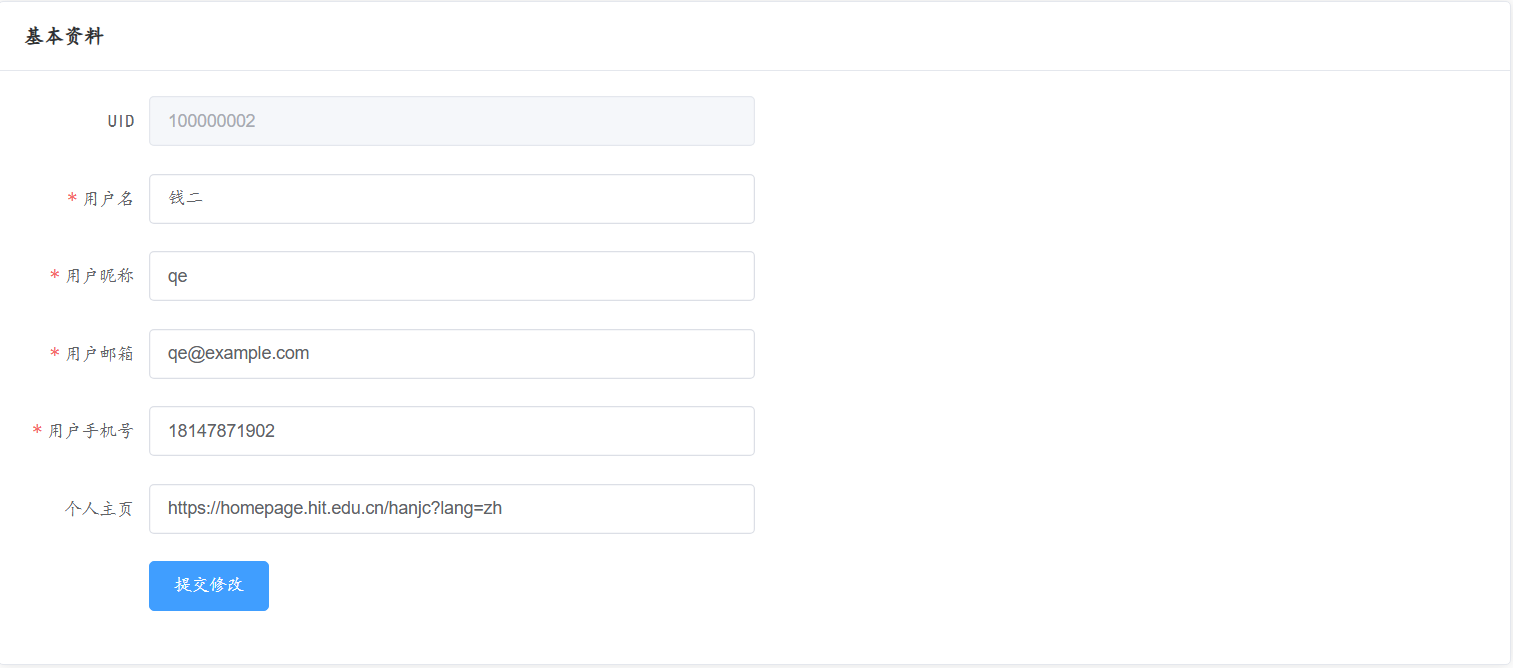 基本资料
UID 100000002
* 用户名 钱二
* 用户昵称 qe
* 用户邮箱 qe@example.com
* 用户手机号 18147871902
个人主页 https://homepage.hit.edu.cn/hanjc?lang=zh
提交修改